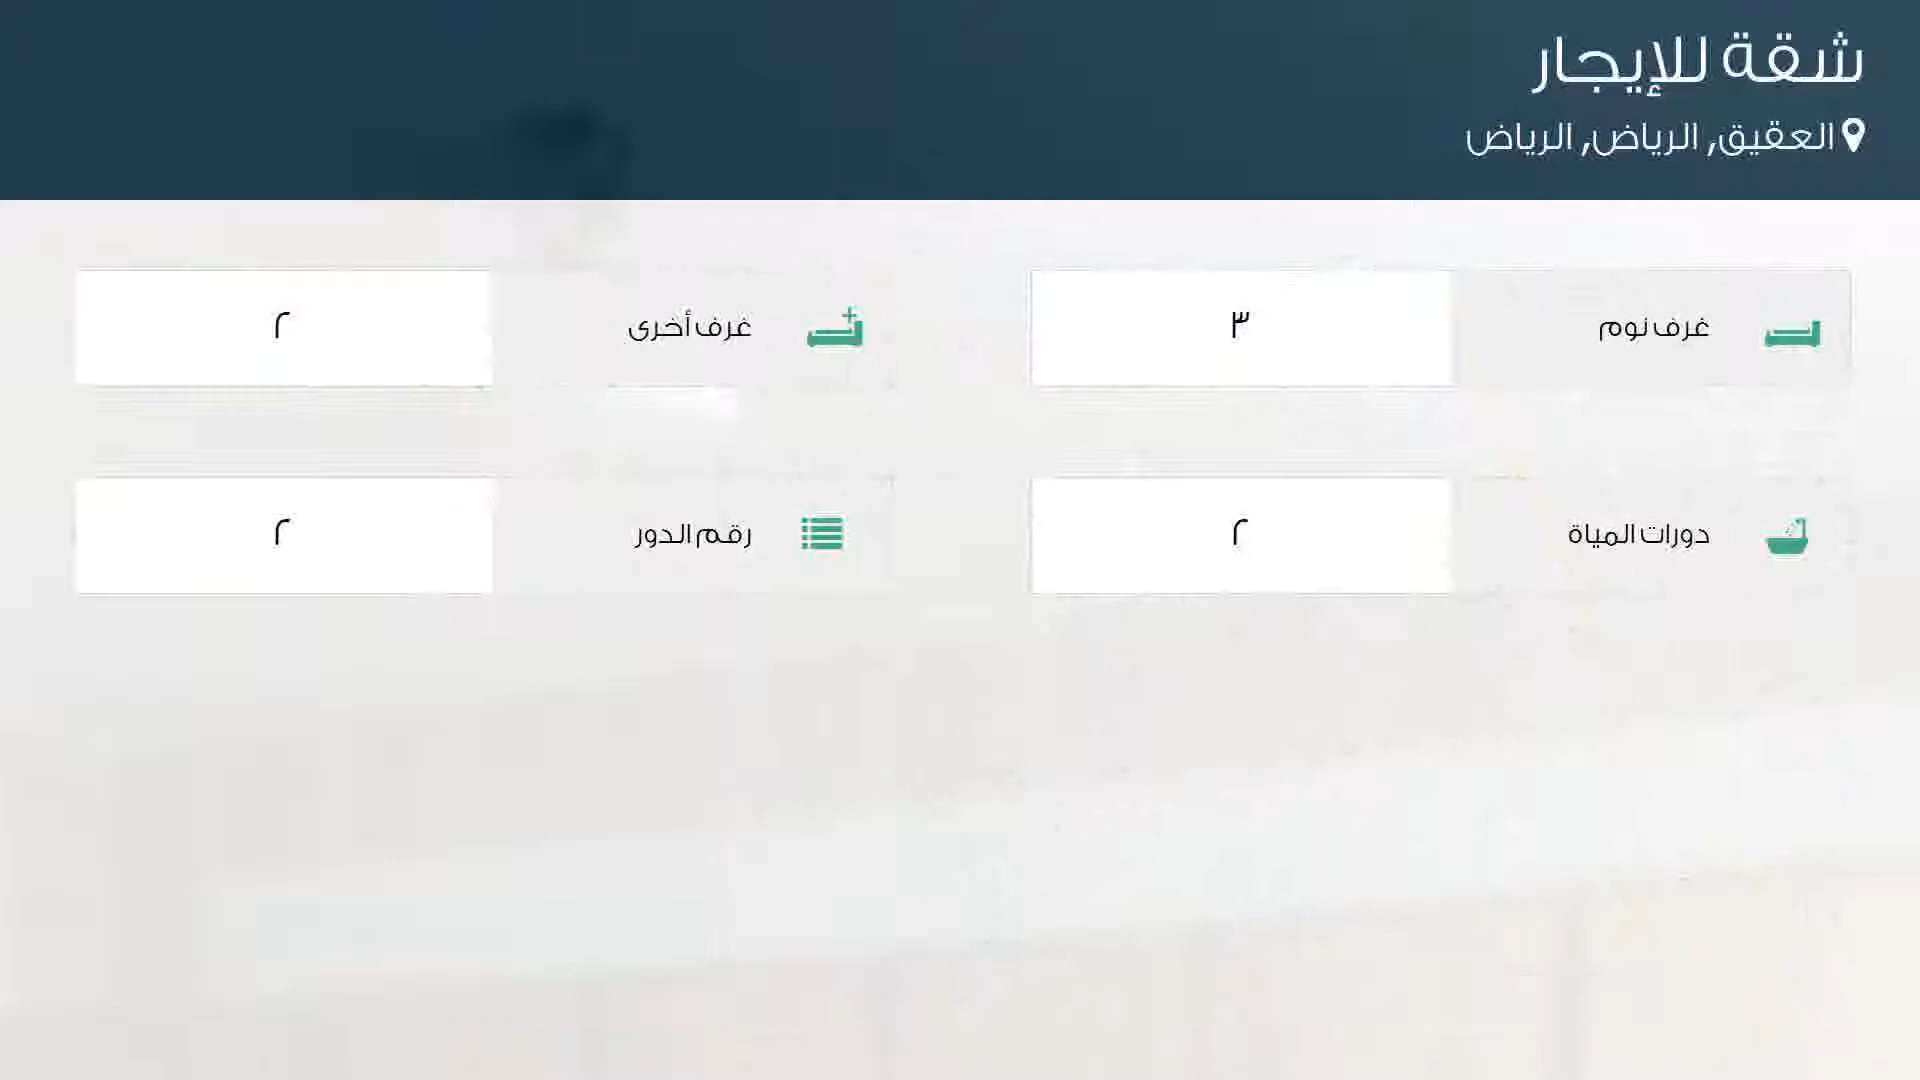 شقة للإيجار
العقيق, الرياض, الرياض
غرف نوم ٣
غرف أخرى ٢
دورات المياة ٢
رقم الدور ٢